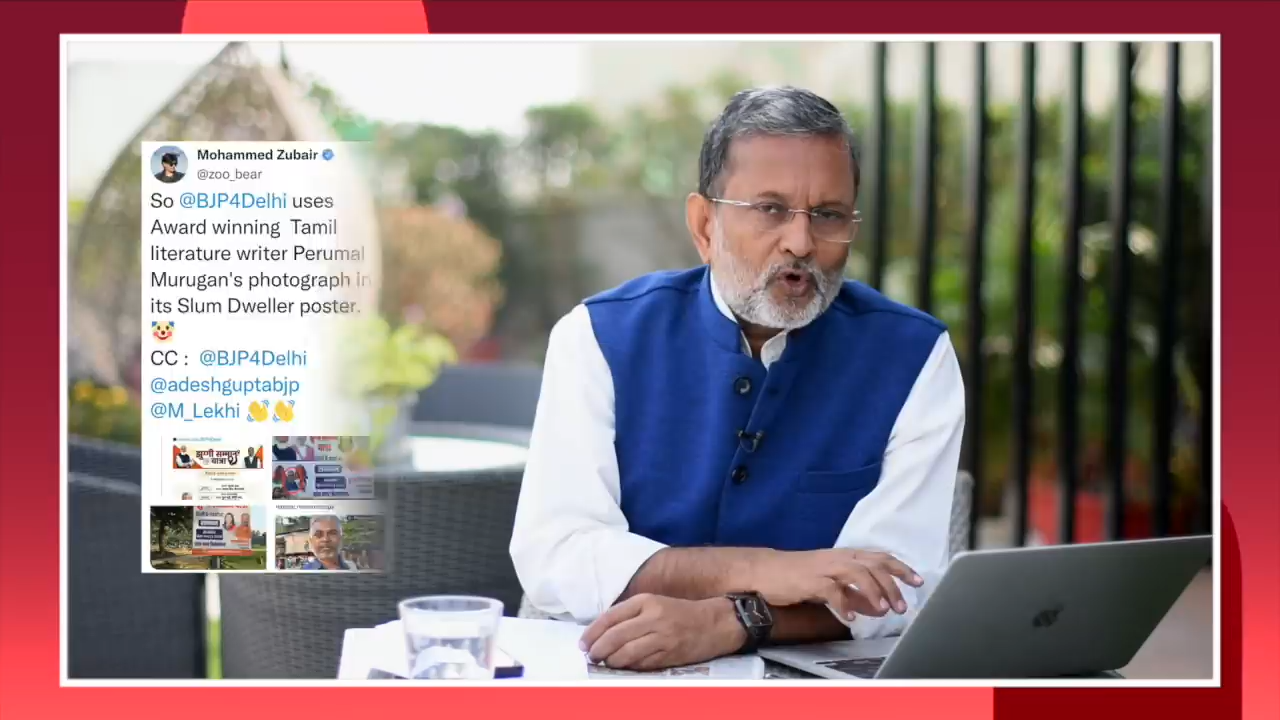 Mohammed Zubair
@zoo_bear
So @BJP4Delhi uses
Award winning Tamil
literature writer Perumal
Murugan's photograph in
its Slum Dweller poster.
🤡
CC : @BJP4Delhi
@adeshguptabjp
@M_Lekhi 👏👏
झुग्गी सम्मान
यात्रा